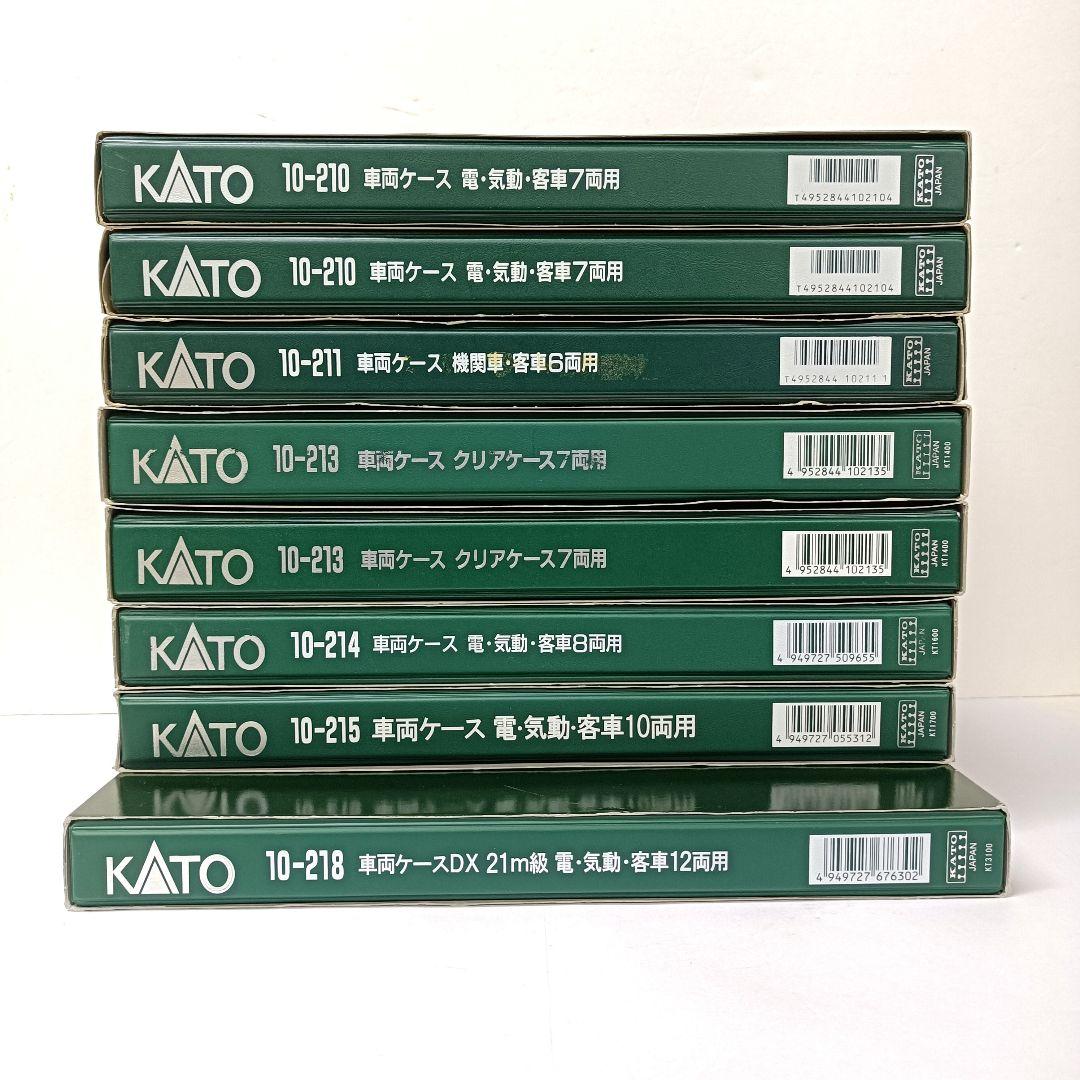 KATO 10-210 車両ケース 電・気動・客車7両用 T4952844102104 KATO JAPAN
KATO 10-210 車両ケース 電・気動・客車7両用 T4952844102104 KATO JAPAN
KATO 10-211 車両ケース 機関車・客車6両用 T4952844 10211 1 KATO JAPAN
KATO 10-213 車両ケース クリアケース7両用 4 952844 102135 KATO JAPAN KT1400
KATO 10-213 車両ケース クリアケース7両用 4 952844 102135 KATO JAPAN KT1400
KATO 10-214 車両ケース 電・気動・客車8両用 4 949727 509655 KATO JAPAN KT1600
KATO 10-215 車両ケース 電・気動・客車10両用 4 949727 055312 KATO JAPAN KT1700
KATO 10-218 車両ケースDX 21m級 電・気動・客車12両用 4 949727 676302 KATO JAPAN KT3100